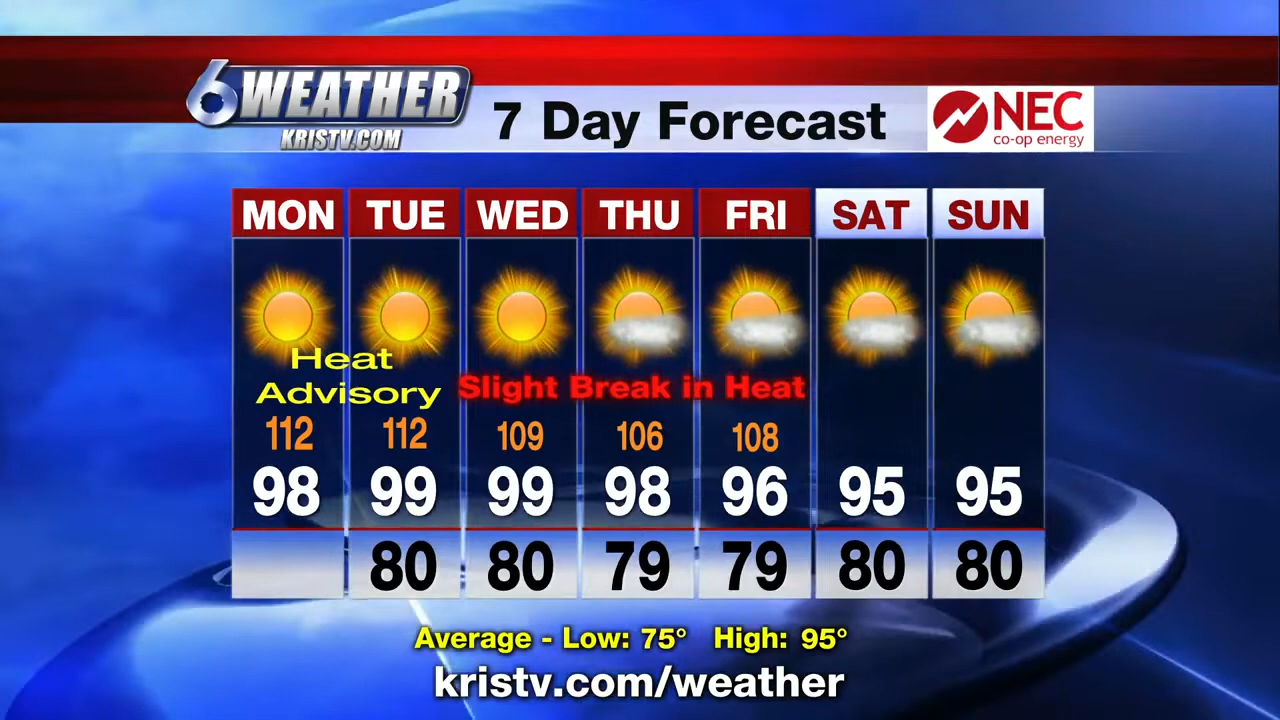 6 WEATHER
KRISTV.COM
7 Day Forecast
NEC
co-op energy
MON TUE WED THU FRI SAT SUN
Heat
Advisory
Slight Break in Heat
112 112 109 106 108
98 99 99 98 96 95 95
80 80 79 79 80 80
Average - Low: 75° High: 95°
kristv.com/weather